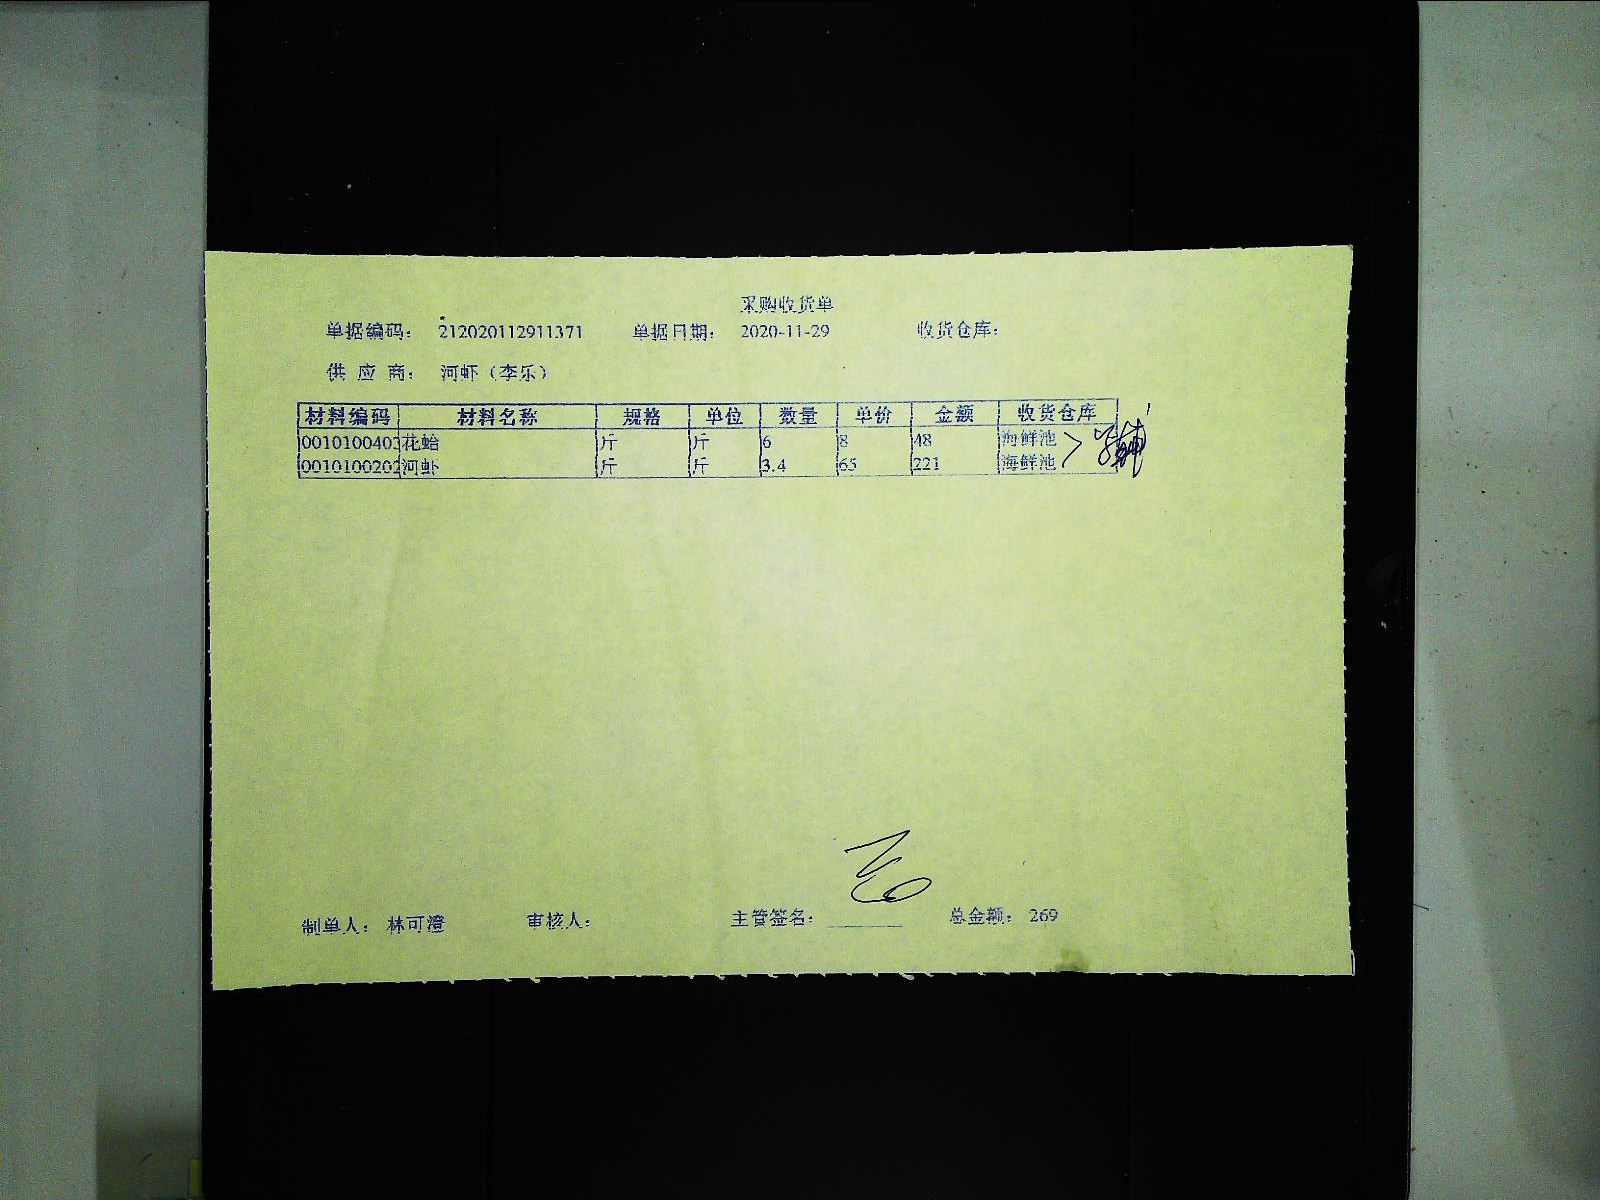 采购收货单
单据编码： 212020112911371 单据日期： 2020-11-29 收货仓库：
供 应 商： 河虾（李乐）
材料编码 材料名称 规格 单位 数量 单价 金额 收货仓库
0010100403 花蛤 斤 斤 6 8 48 海鲜池
0010100202 河虾 斤 斤 3.4 65 221 海鲜池
制单人： 林可澄 审核人： 主管签名： 总金额： 269